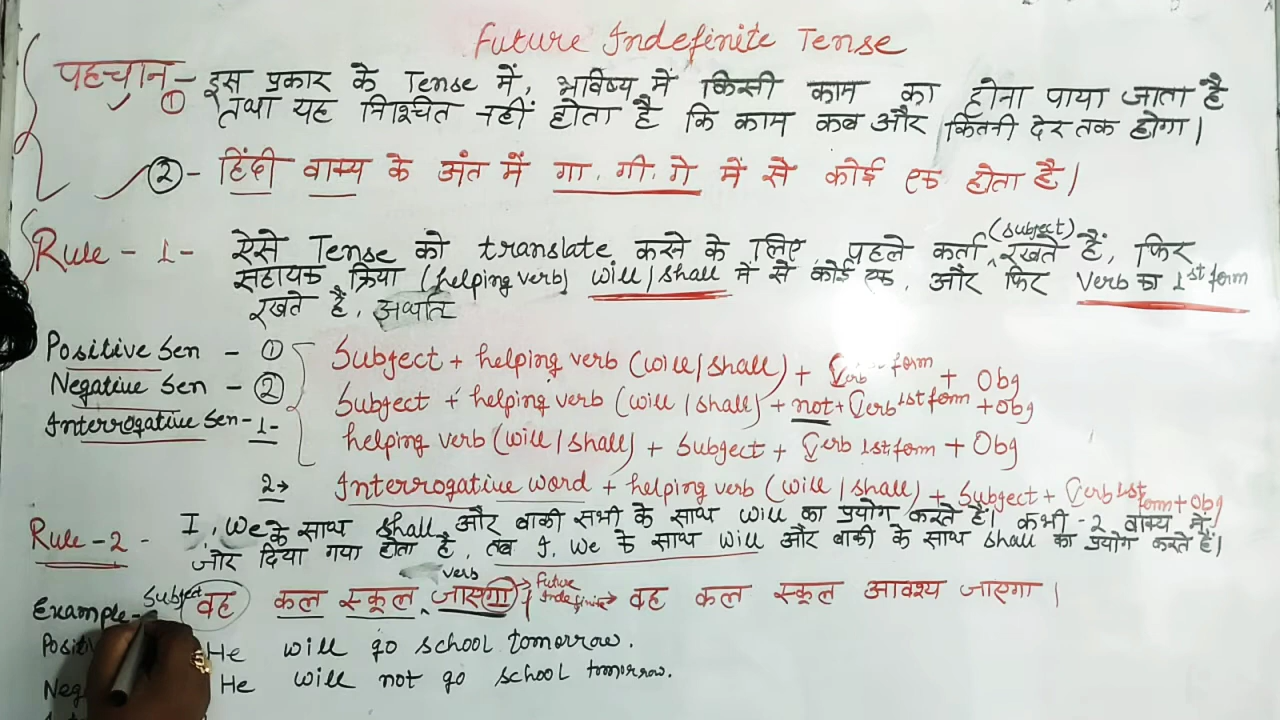 Future Indefinite Tense
पहचान - ① इस प्रकार के Tense में, भविष्य में किसी काम का होना पाया जाता है
तथा यह निश्चित नहीं होता है कि काम कब और कितनी देर तक होगा।
② - हिंदी वाक्य के अंत में गा. गी. गे में से कोई एक होता है।
Rule - 1 - ऐसे Tense को translate करने के लिए, पहले कर्ता (subject) रखते हैं, फिर
सहायक क्रिया (helping verb) will/shall में से कोई एक, और फिर Verb का 1st form
रखते हैं, अर्थात
Positive Sen - ① Subject + helping verb (will/shall) + Verb form + Obj
Negative Sen - ② Subject + helping verb (will/shall) + not + Verb 1st form + Obj
Interrogative Sen - 1 - helping verb (will/shall) + Subject + Verb 1st form + Obj
2→ Interrogative word + helping verb (will/shall) + Subject + Verb 1st form + Obj
Rule - 2 - I, We के साथ shall और बाकी सभी के साथ will का प्रयोग करते हैं। कभी-2 वाक्य में
जोर दिया गया होता है, तब I, We के साथ will और बाकी के साथ shall का प्रयोग करते हैं।
verb
Example - Subject वह कल स्कूल जाएगा → Future Indefinite → वह कल स्कूल आवश्य जाएगा।
Positi He will go school tomorrow.
Neg He will not go school tomorrow.